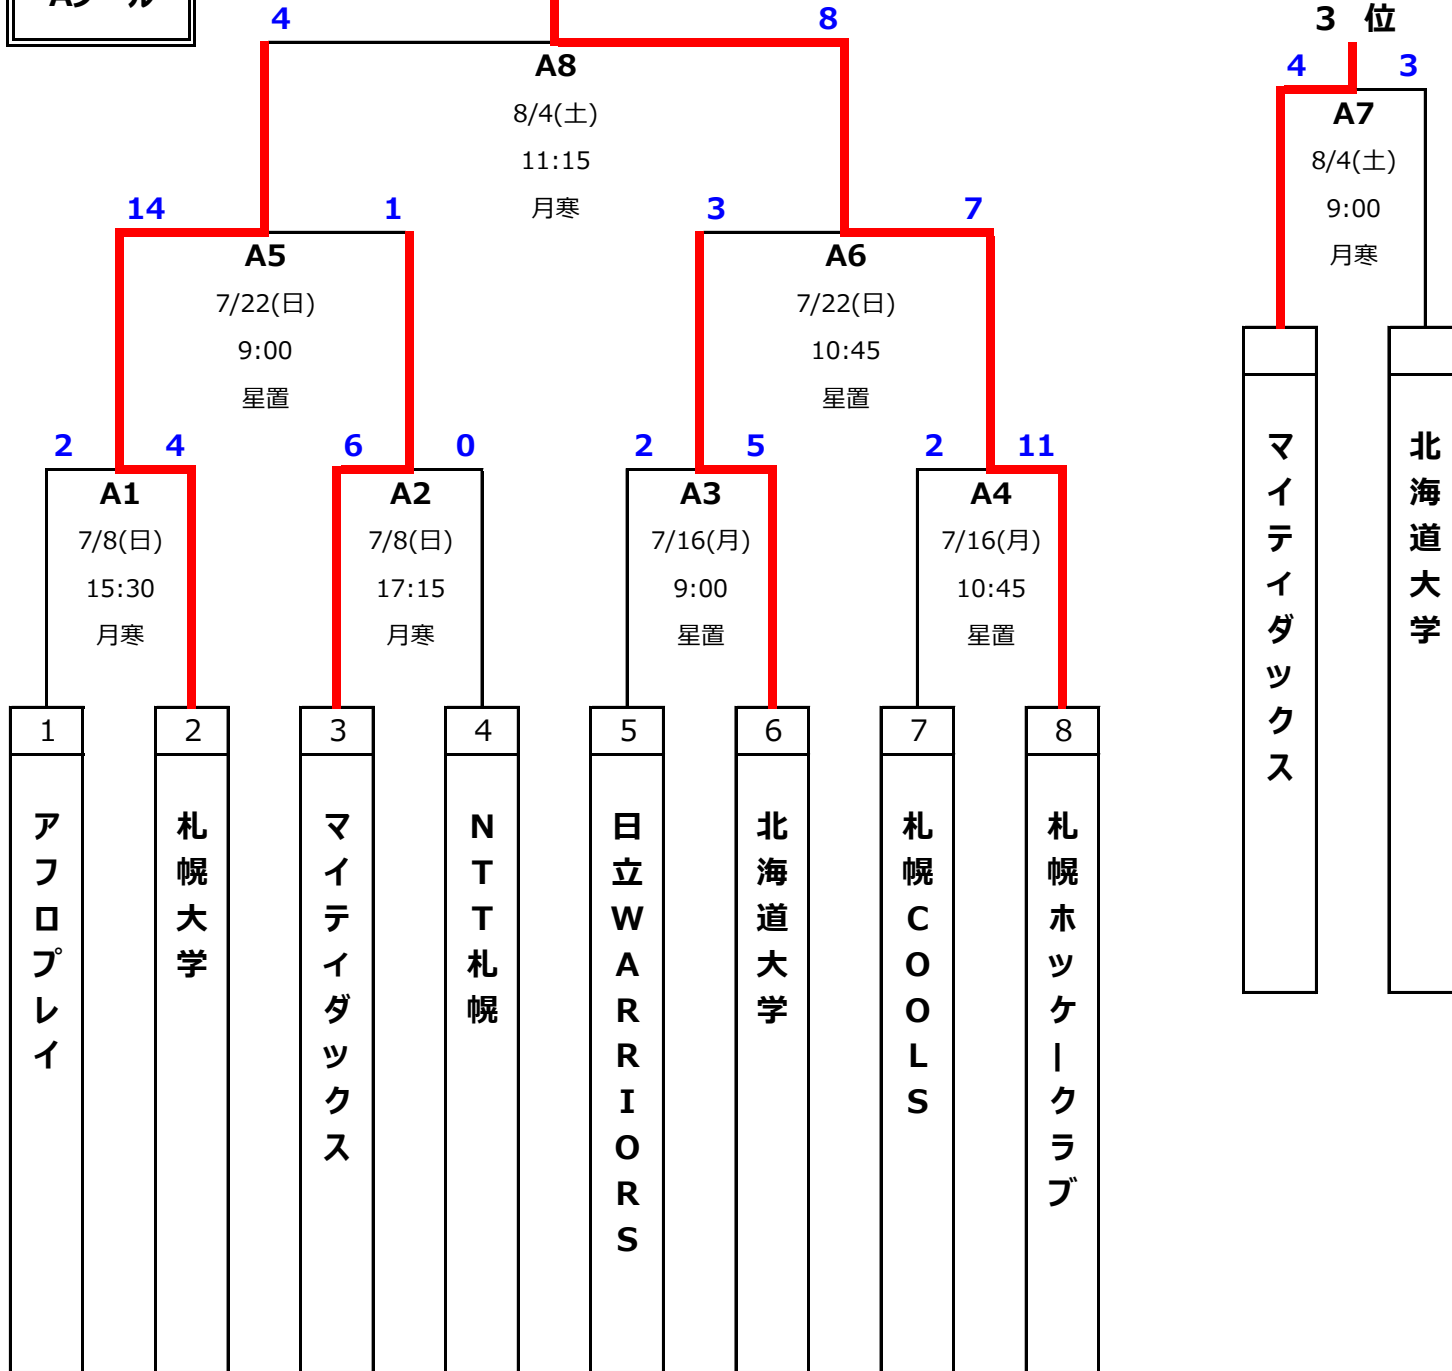 4 8
3 位
A8
4 3
8/4(土)
A7
11:15
8/4(土)
月寒
9:00
月寒
14 1 3 7
A5 A6
7/22(日) 7/22(日)
9:00 10:45
星置 星置
2 4 6 0 2 5 2 11
A1 A2 A3 A4
7/8(日) 7/8(日) 7/16(月) 7/16(月)
15:30 17:15 9:00 10:45
月寒 月寒 星置 星置
1 2 3 4 5 6 7 8
アフロプレイ
札幌大学
マイティダックス
NTT札幌
日立WARRIORS
北海道大学
札幌COOLS
札幌ホッケークラブ
マイティダックス
北海道大学